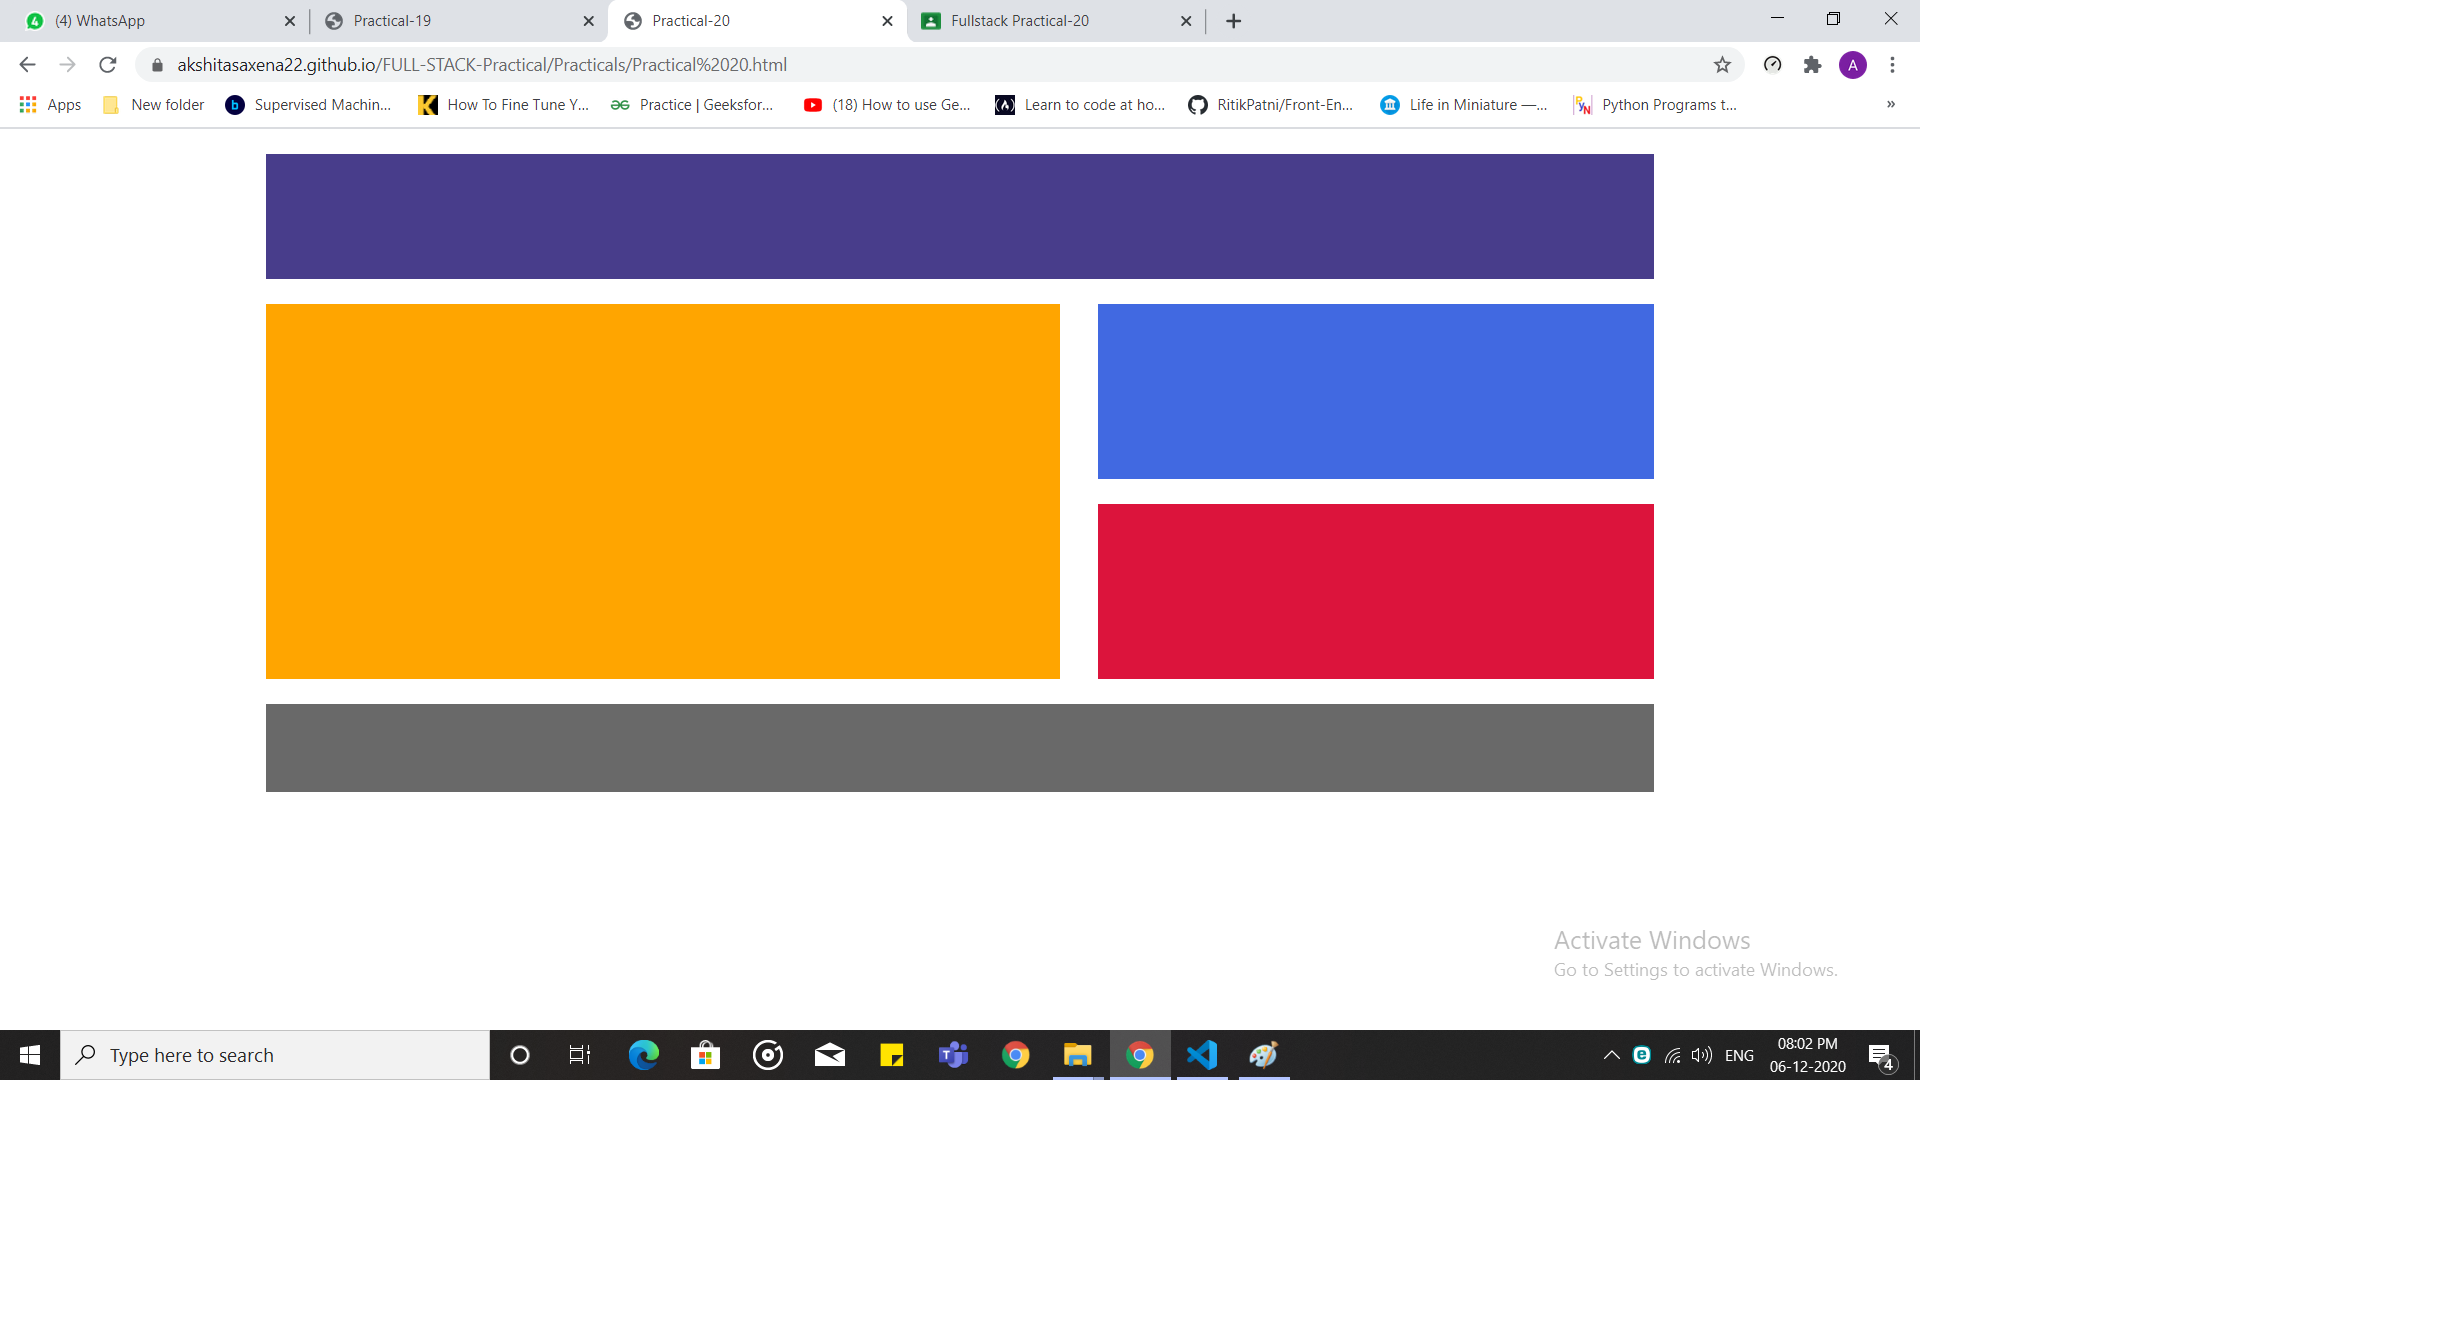 4 (4) WhatsApp
Practical-19
Practical-20
Fullstack Practical-20
akshitasaxena22.github.io/FULL-STACK-Practical/Practicals/Practical%2020.html
A
Apps New folder b Supervised Machin... K How To Fine Tune Y... Practice | Geeksfor... (18) How to use Ge... Learn to code at ho... RitikPatni/Front-En... Life in Miniature —... PyN Python Programs t... »
Activate Windows
Go to Settings to activate Windows.
Type here to search
T
e
ENG
08:02 PM
06-12-2020
4